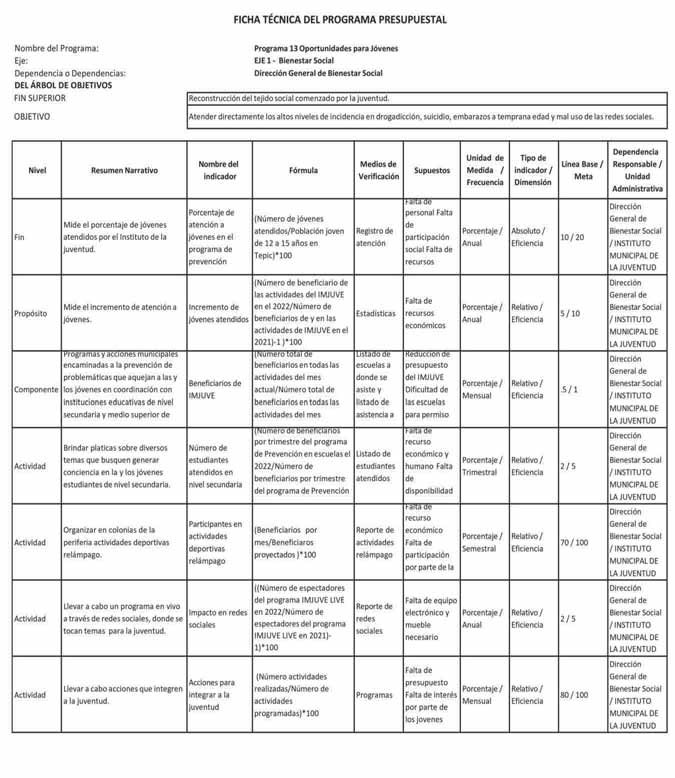 FICHA TÉCNICA DEL PROGRAMA PRESUPUESTAL
Nombre del Programa: Programa 13 Oportunidades para Jóvenes
Eje: EJE 1 - Bienestar Social
Dependencia o Dependencias: Dirección General de Bienestar Social
DEL ÁRBOL DE OBJETIVOS
FIN SUPERIOR Reconstrucción del tejido social comenzado por la juventud.
OBJETIVO Atender directamente los altos niveles de incidencia en drogadicción, suicidio, embarazos a temprana edad y mal uso de las redes sociales.
Nivel
Resumen Narrativo
Nombre del
indicador
Fórmula
Medios de
Verificación
Supuestos
Unidad de
Medida /
Frecuencia
Tipo de
indicador /
Dimensión
Línea Base /
Meta
Dependencia
Responsable /
Unidad
Administrativa
Fin
Mide el porcentaje de jóvenes
atendidos por el Instituto de la
juventud.
Porcentaje de
atención a
jóvenes en el
programa de
prevención
(Número de jóvenes
atendidos/Población joven
de 12 a 15 años en
Tepic)*100
Registro de
atención
Falta de
personal Falta
de
participación
social Falta de
recursos
Porcentaje /
Anual
Absoluto /
Eficiencia
10 / 20
Dirección
General de
Bienestar Social
/ INSTITUTO
MUNICIPAL DE
LA JUVENTUD
Propósito
Mide el incremento de atención a
jóvenes.
Incremento de
jóvenes atendidos
(Número de beneficiario de
las actividades del IMJUVE
en el 2022/Número de
beneficiarios de y en las
actividades de IMJUVE en el
2021)-1 )*100
Estadísticas
Falta de
recursos
económicos
Porcentaje /
Anual
Relativo /
Eficiencia
5 / 10
Dirección
General de
Bienestar Social
/ INSTITUTO
MUNICIPAL DE
LA JUVENTUD
Componente
Programas y acciones municipales
encaminadas a la prevención de
problemáticas que aquejan a las y
los jóvenes en coordinación con
instituciones educativas de nivel
secundaria y medio superior de
Beneficiarios de
IMJUVE
(Número total de
beneficiarios en todas las
actividades del mes
actual/Número total de
beneficiarios en todas las
actividades del mes
Listado de
escuelas a
donde se
asiste y
listado de
asistencia a
Reducción de
presupuesto
del IMJUVE
Dificultad de
las escuelas
para permiso
Porcentaje /
Mensual
Relativo /
Eficiencia
.5 / 1
Dirección
General de
Bienestar Social
/ INSTITUTO
MUNICIPAL DE
LA JUVENTUD
Actividad
Brindar platicas sobre diversos
temas que busquen generar
conciencia en la y los jóvenes
estudiantes de nivel secundaria.
Número de
estudiantes
atendidos en
nivel secundaria
(Número de beneficiarios
por trimestre del programa
de Prevención en escuelas el
2022/Número de
beneficiarios por trimestre
del programa de Prevención
Listado de
estudiantes
atendidos
Falta de
recurso
económico y
humano Falta
de
disponibilidad
Porcentaje /
Trimestral
Relativo /
Eficiencia
2 / 5
Dirección
General de
Bienestar Social
/ INSTITUTO
MUNICIPAL DE
LA JUVENTUD
Actividad
Organizar en colonias de la
periferia actividades deportivas
relámpago.
Participantes en
actividades
deportivas
relámpago
(Beneficiarios por
mes/Beneficiaros
proyectados )*100
Reporte de
actividades
relámpago
Falta de
recurso
económico
Falta de
participación
por parte de la
Porcentaje /
Semestral
Relativo /
Eficiencia
70 / 100
Dirección
General de
Bienestar Social
/ INSTITUTO
MUNICIPAL DE
LA JUVENTUD
Actividad
Llevar a cabo un programa en vivo
a través de redes sociales, donde se
tocan temas para la juventud.
Impacto en redes
sociales
((Número de espectadores
del programa IMJUVE LIVE
en 2022/Número de
espectadores del programa
IMJUVE LIVE en 2021)-
1)*100
Reporte de
redes
sociales
Falta de equipo
electrónico y
mueble
necesario
Porcentaje /
Anual
Relativo /
Eficiencia
2 / 5
Dirección
General de
Bienestar Social
/ INSTITUTO
MUNICIPAL DE
LA JUVENTUD
Actividad
Llevar a cabo acciones que integren
a la juventud.
Acciones para
integrar a la
juventud
(Número actividades
realizadas/Número de
actividades
programadas)*100
Programas
Falta de
presupuesto
Falta de interés
por parte de
los jovenes
Porcentaje /
Mensual
Relativo /
Eficiencia
80 / 100
Dirección
General de
Bienestar Social
/ INSTITUTO
MUNICIPAL DE
LA JUVENTUD